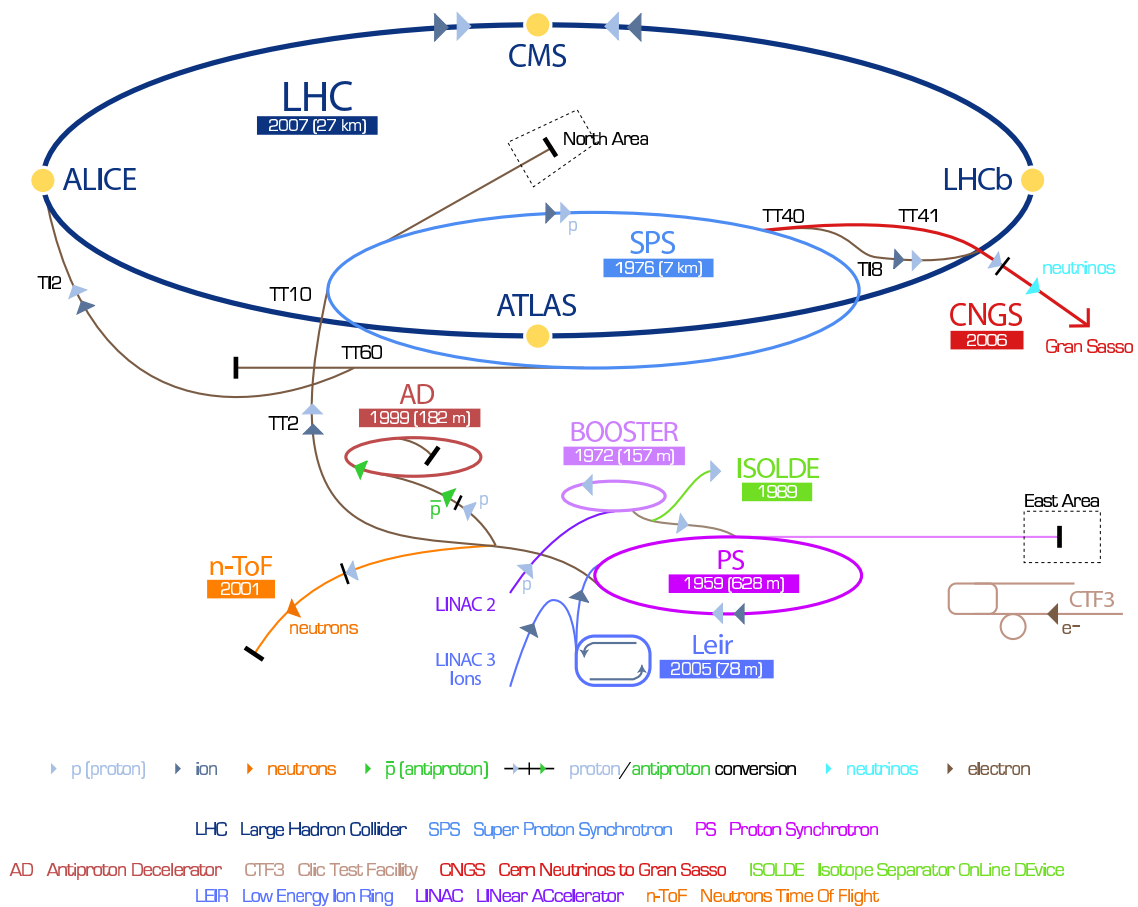 CMS
LHC
2007 (27 km)
North Area
ALICE
LHCb
TT40
TT41
p
SPS
1976 (7 km)
TI2
TI8
neutrinos
TT10
ATLAS
CNGS
2006
Gran Sasso
TT60
AD
1999 (182 m)
TT2
BOOSTER
1972 (157 m)
ISOLDE
1989
p̅
p
East Area
n-ToF
2001
PS
1959 (628 m)
p
LINAC 2
CTF3
e−
neutrons
Leir
2005 (78 m)
LINAC 3
Ions
p (proton) ion neutrons p̅ (antiproton) proton/antiproton conversion neutrinos electron
LHC Large Hadron Collider SPS Super Proton Synchrotron PS Proton Synchrotron
AD Antiproton Decelerator CTF3 Clic Test Facility CNGS Cern Neutrinos to Gran Sasso ISOLDE Isotope Separator OnLine DEvice
LEIR Low Energy Ion Ring LINAC LINear ACcelerator n-ToF Neutrons Time Of Flight